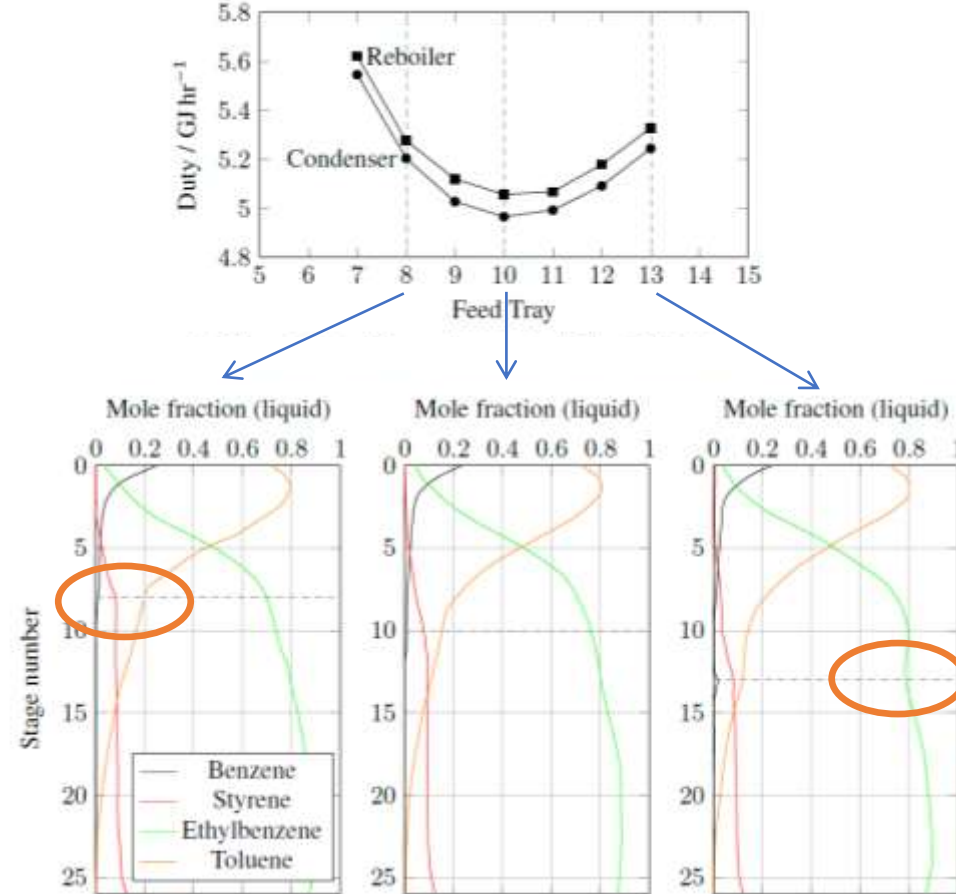 5.8
5.6
5.4
5.2
5
4.8
Duty / GJ hr⁻¹
Reboiler
Condenser
5 6 7 8 9 10 11 12 13 14 15
Feed Tray
Mole fraction (liquid) Mole fraction (liquid) Mole fraction (liquid)
0 0.2 0.4 0.6 0.8 1 0 0.2 0.4 0.6 0.8 1 0 0.2 0.4 0.6 0.8 1
0 0 0
5 5 5
10 10 10
15 15 15
20 20 20
25 25 25
Stage number
Benzene
Styrene
Ethylbenzene
Toluene